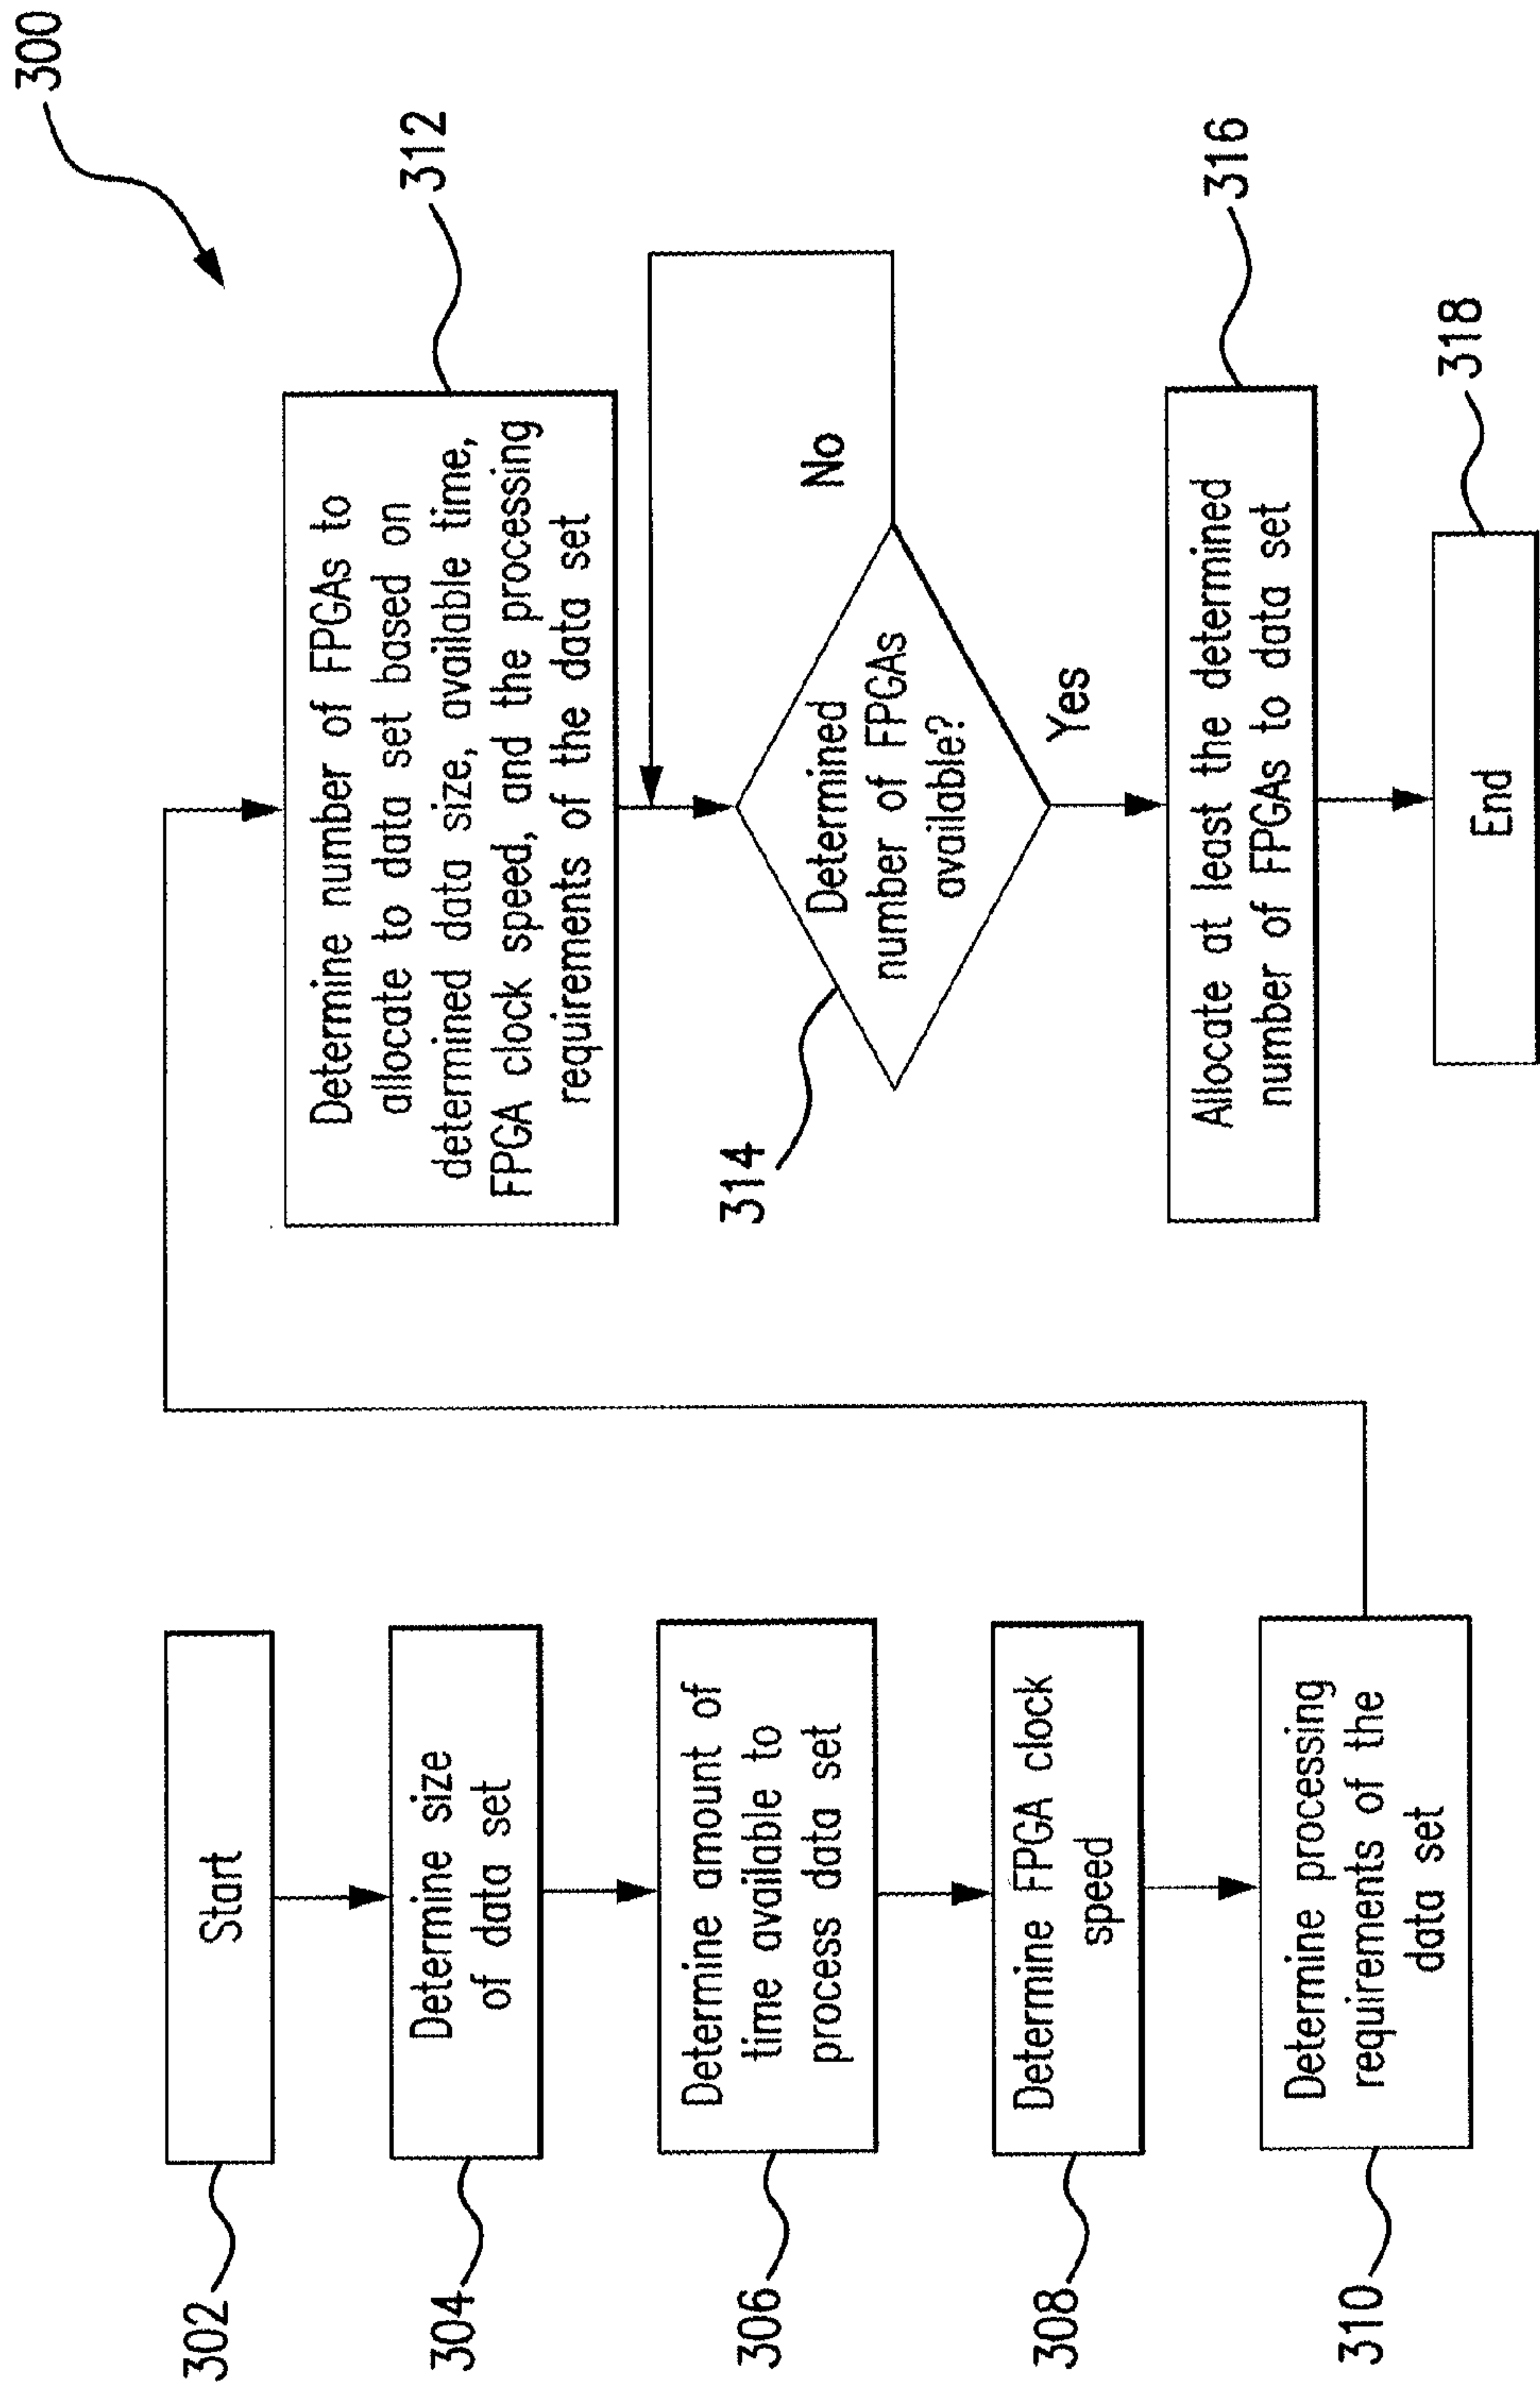 300
302
Start
304
Determine size
of data set
306
Determine amount of
time available to
process data set
308
Determine FPGA clock
speed
310
Determine processing
requirements of the
data set
Determine number of FPGAs to
allocate to data set based on
determined data size, available time,
FPGA clock speed, and the processing
requirements of the data set
312
314
Determined
number of FPGAs
available?
No
Yes
Allocate at least the determined
number of FPGAs to data set
316
End
318